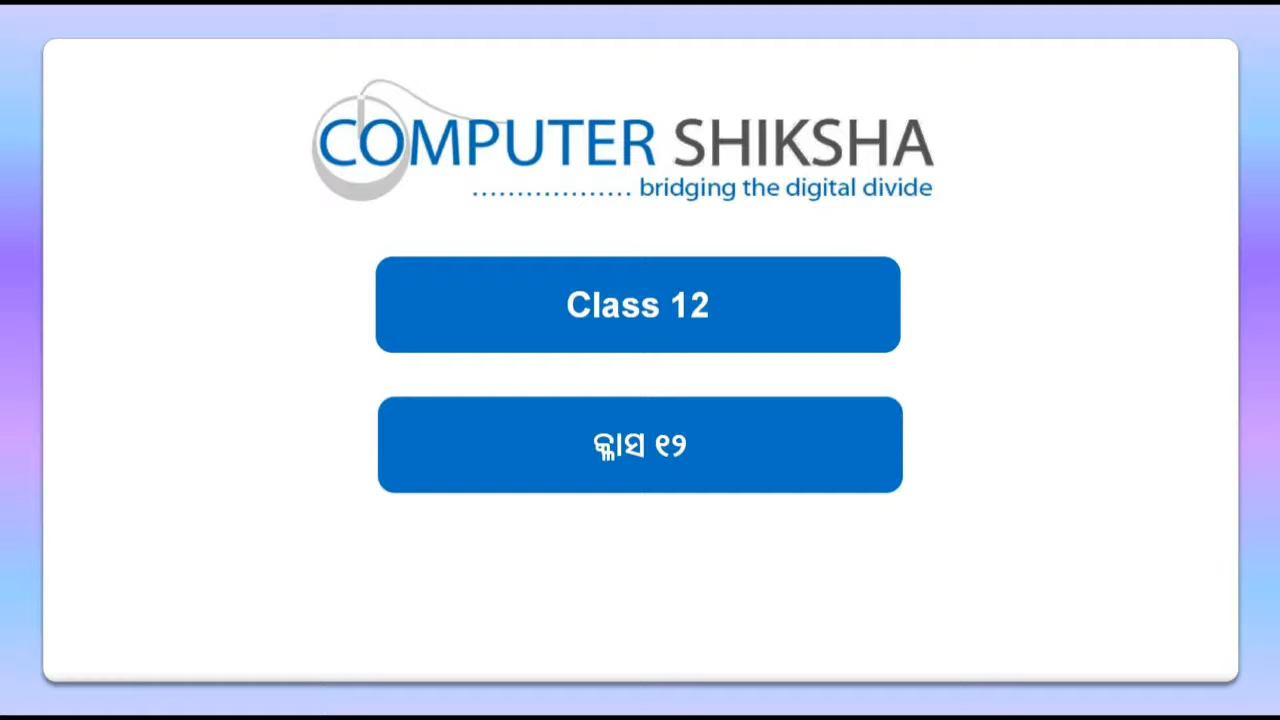 COMPUTER SHIKSHA
.................. bridging the digital divide
Class 12
କ୍ଳାସ ୧୨